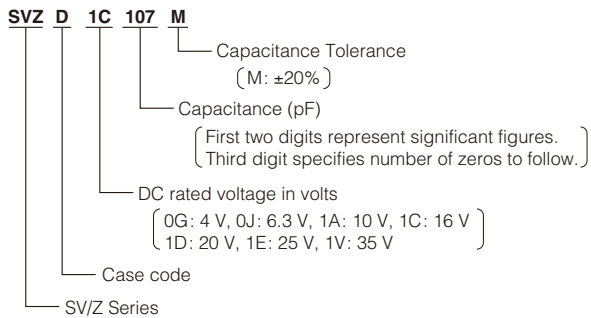 SVZ D 1C 107 M
Capacitance Tolerance
(M: ±20%)
Capacitance (pF)
(First two digits represent significant figures.
Third digit specifies number of zeros to follow.)
DC rated voltage in volts
(0G: 4 V, 0J: 6.3 V, 1A: 10 V, 1C: 16 V
1D: 20 V, 1E: 25 V, 1V: 35 V)
Case code
SV/Z Series